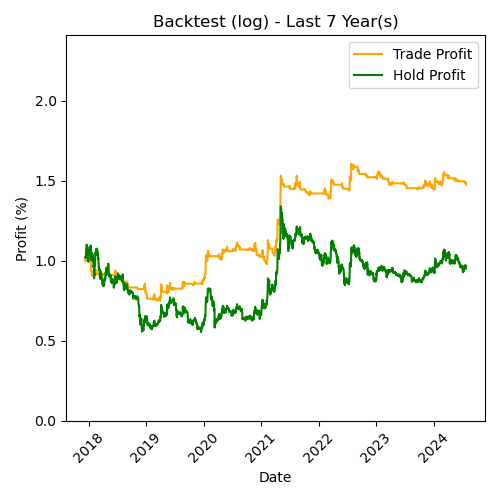 Backtest (log) - Last 7 Year(s)
Trade Profit
Hold Profit
Profit (%)
2.0
1.5
1.0
0.5
0.0
2018
2019
2020
2021
2022
2023
2024
Date